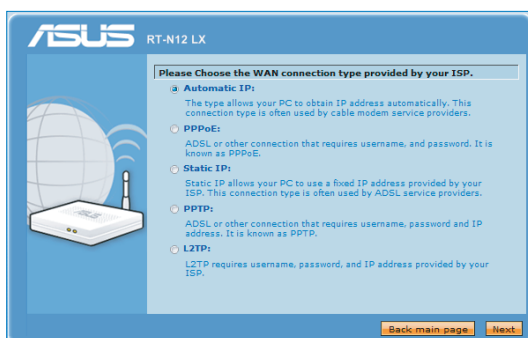 ASUS RT-N12 LX
Please Choose the WAN connection type provided by your ISP.
Automatic IP:
The type allows your PC to obtain IP address automatically. This
connection type is often used by cable modem service providers.
PPPoE:
ADSL or other connection that requires username, and password. It is
known as PPPoE.
Static IP:
Static IP allows your PC to use a fixed IP address provided by your
ISP. This connection type is often used by ADSL service providers.
PPTP:
ADSL or other connection that requires username, password and IP
address. It is known as PPTP.
L2TP:
L2TP requires username, password, and IP address provided by your
ISP.
ASUS
Back main page Next